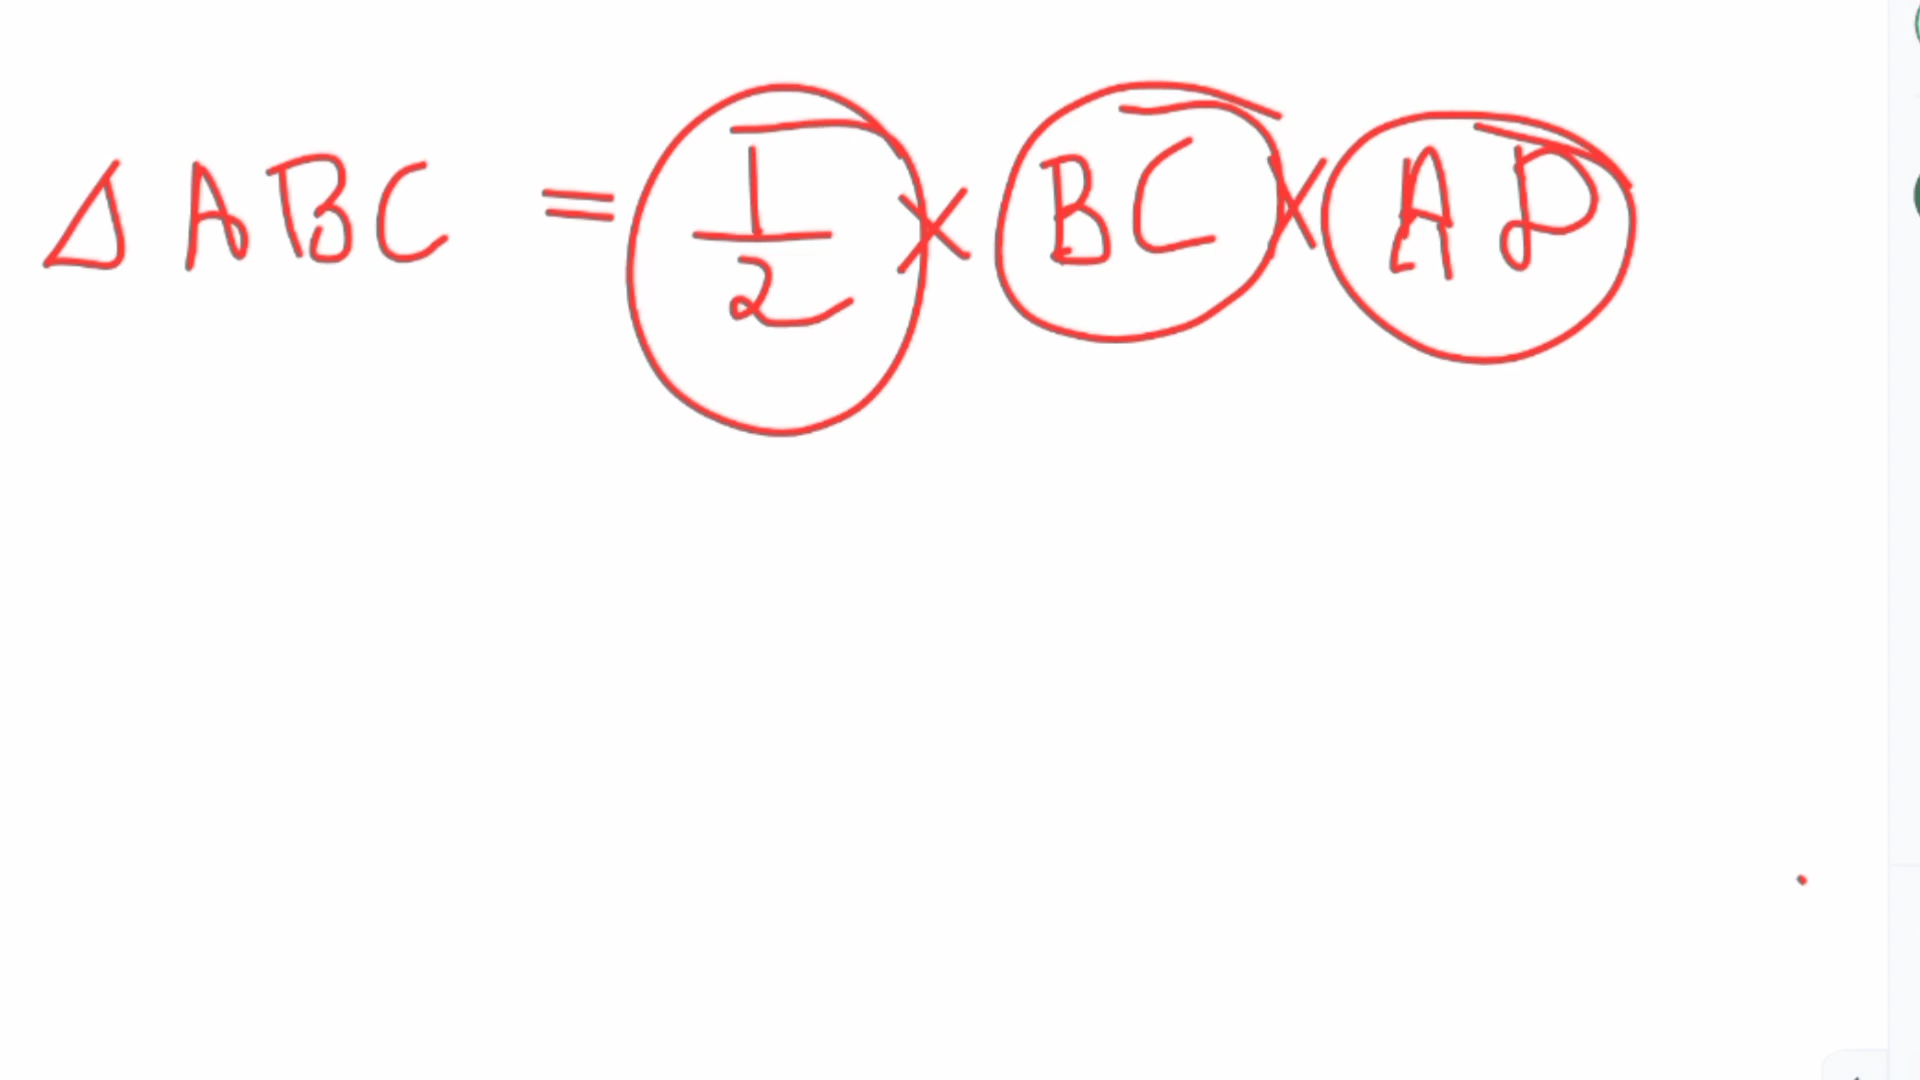 Δ ABC = 1/2 × BC × AD